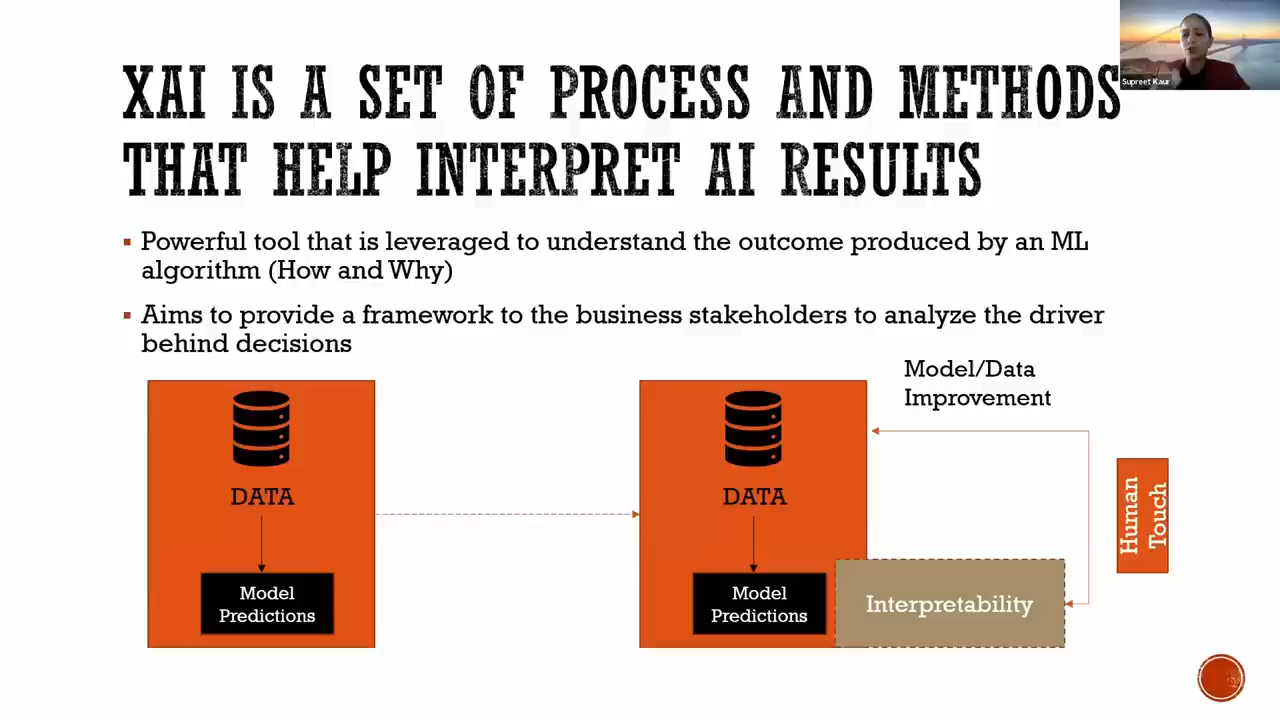 XAI IS A SET OF PROCESS AND METHODS
THAT HELP INTERPRET AI RESULTS
Supreet Kaur
Powerful tool that is leveraged to understand the outcome produced by an ML
algorithm (How and Why)
Aims to provide a framework to the business stakeholders to analyze the driver
behind decisions
Model/Data
Improvement
DATA
Model
Predictions
DATA
Model
Predictions
Interpretability
Human
Touch